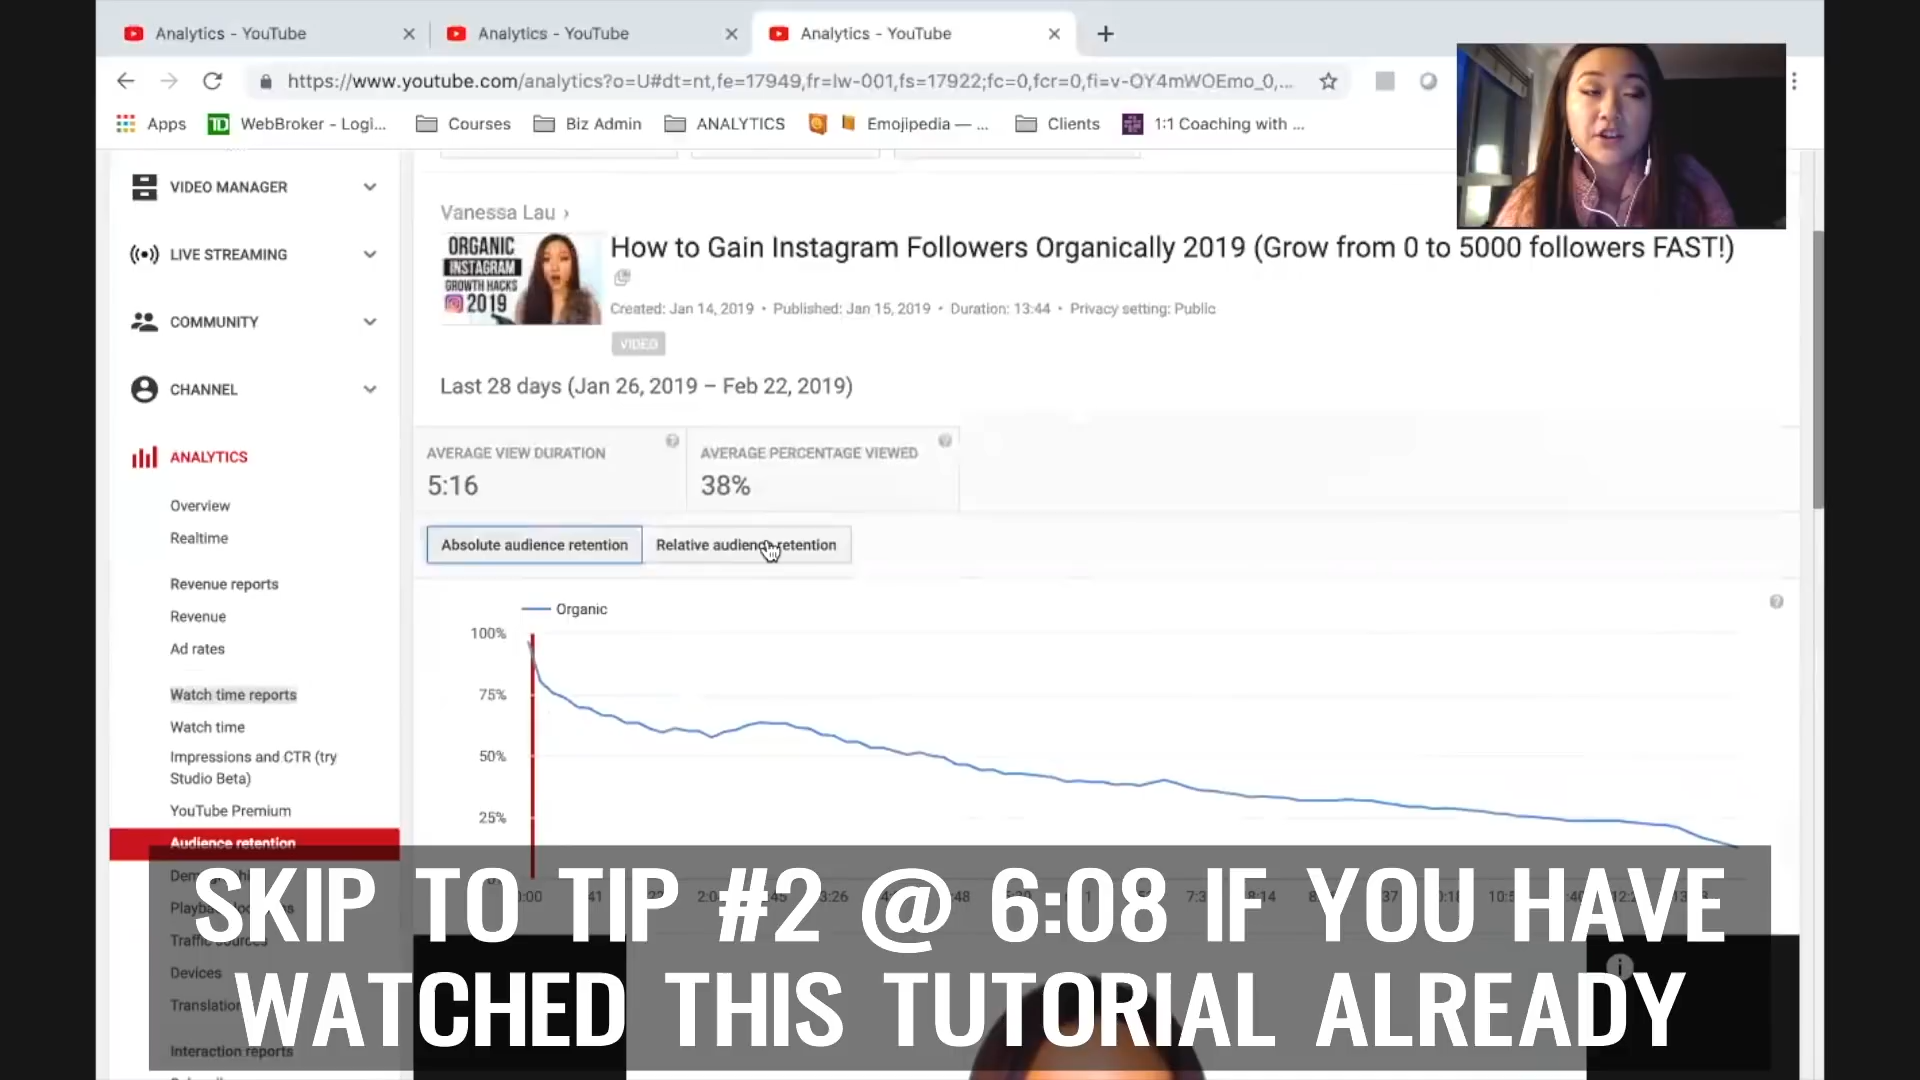 Analytics - YouTube
Analytics - YouTube
Analytics - YouTube
https://www.youtube.com/analytics?o=U#dt=nt,fe=17949,fr=lw-001,fs=17922;fc=0,fcr=0,fi=v-OY4mWOEmo_0,...
Apps
TD WebBroker - Logi...
Courses
Biz Admin
ANALYTICS
Emojipedia — ...
Clients
1:1 Coaching with ...
VIDEO MANAGER
LIVE STREAMING
COMMUNITY
CHANNEL
ANALYTICS
Overview
Realtime
Revenue reports
Revenue
Ad rates
Watch time reports
Watch time
Impressions and CTR (try
Studio Beta)
YouTube Premium
Audience retention
Devices
Interaction reports
Vanessa Lau ›
ORGANIC
INSTAGRAM
GROWTH HACKS
2019
How to Gain Instagram Followers Organically 2019 (Grow from 0 to 5000 followers FAST!)
Created: Jan 14, 2019 • Published: Jan 15, 2019 • Duration: 13:44 • Privacy setting: Public
VIDEO
Last 28 days (Jan 26, 2019 – Feb 22, 2019)
AVERAGE VIEW DURATION
5:16
AVERAGE PERCENTAGE VIEWED
38%
Absolute audience retention
Relative audience retention
Organic
100%
75%
50%
25%
SKIP TO TIP #2 @ 6:08 IF YOU HAVE
WATCHED THIS TUTORIAL ALREADY